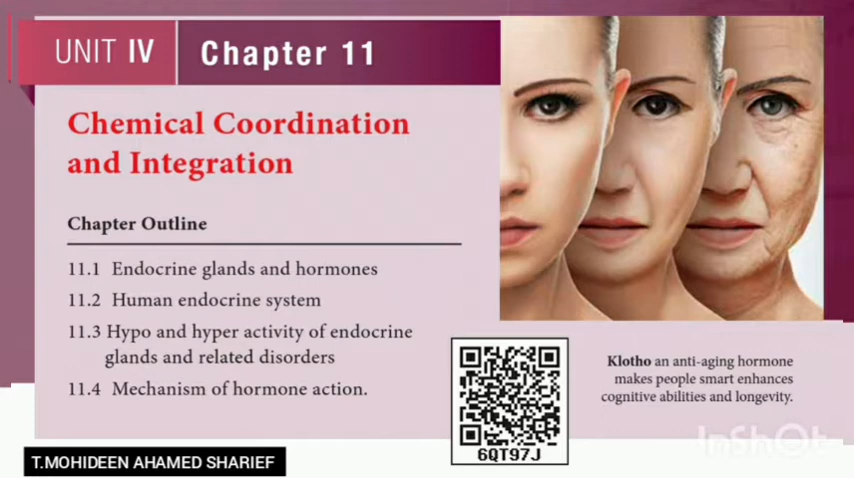 UNIT IV
Chapter 11
Chemical Coordination
and Integration
Chapter Outline
11.1 Endocrine glands and hormones
11.2 Human endocrine system
11.3 Hypo and hyper activity of endocrine
glands and related disorders
11.4 Mechanism of hormone action.
6QT97J
Klotho an anti-aging hormone
makes people smart enhances
cognitive abilities and longevity.
InShOt
T.MOHIDEEN AHAMED SHARIEF